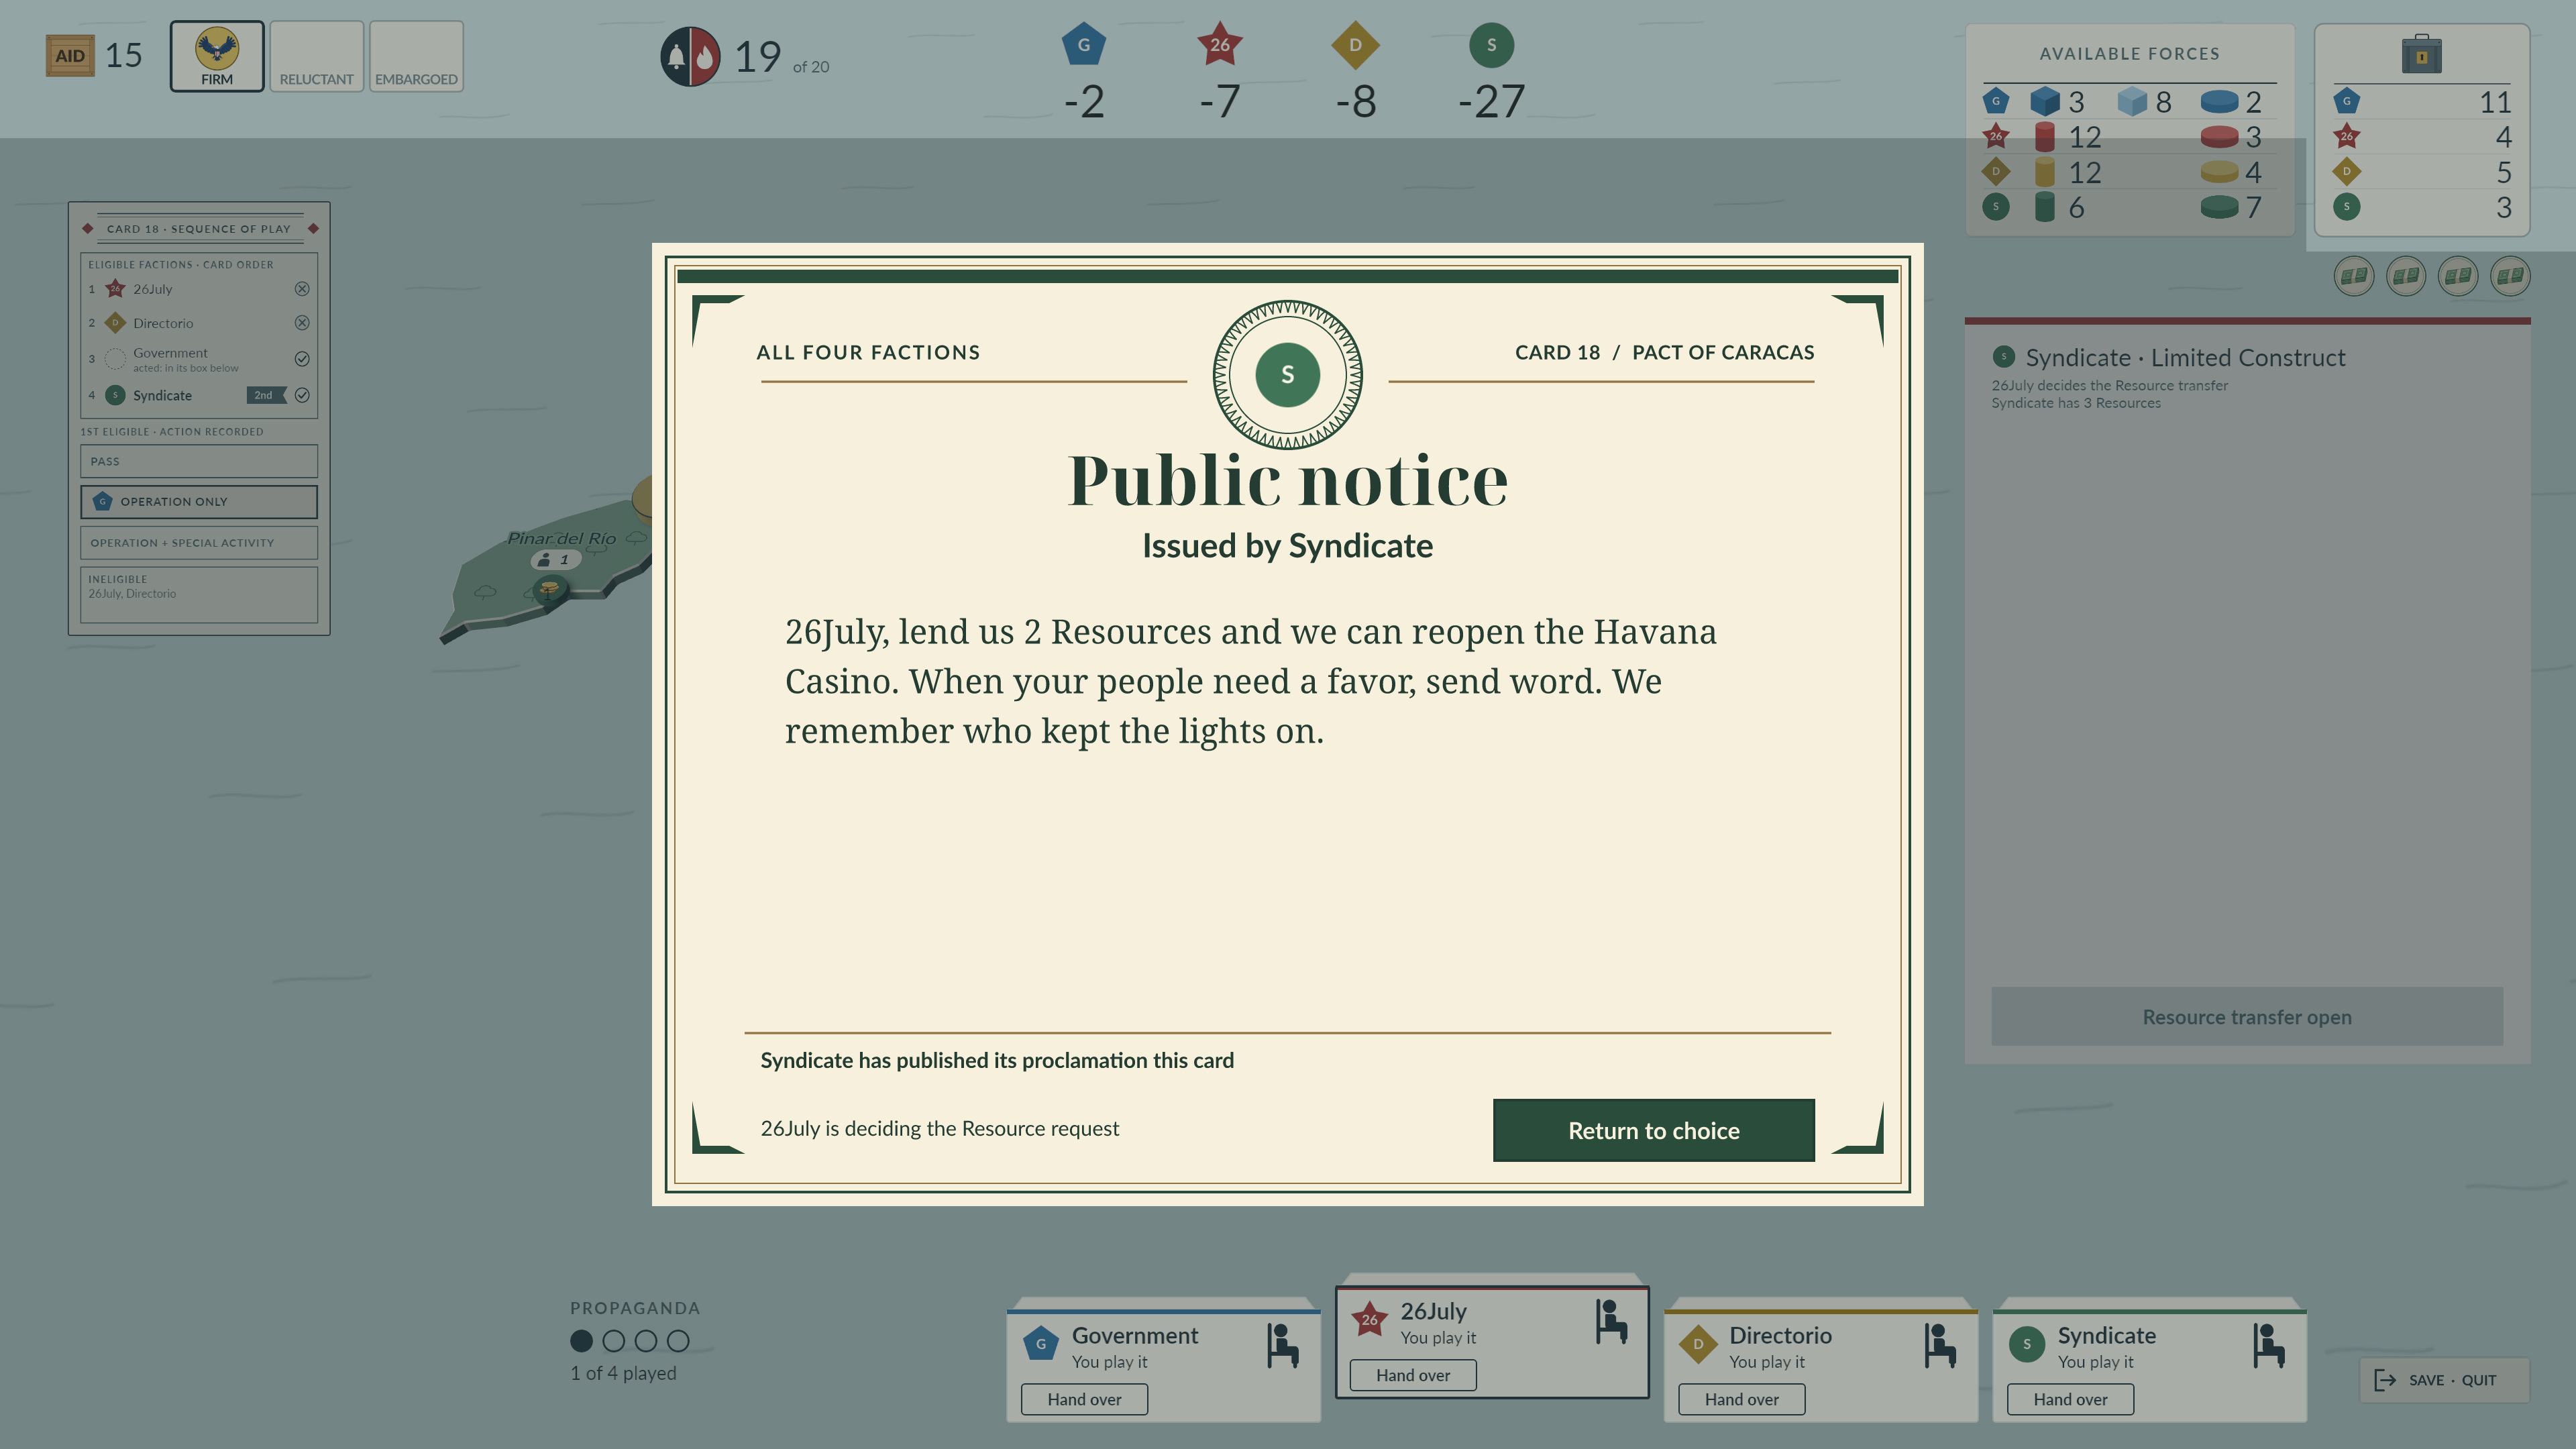 AID 15
FIRM
RELUCTANT
EMBARGOED
19 of 20
G 26 D S
-2 -7 -8 -27
AVAILABLE FORCES
G 3 8 2
26 12 3
D 12 4
S 6 7
G 11
26 4
D 5
S 3
CARD 18 · SEQUENCE OF PLAY
ELIGIBLE FACTIONS · CARD ORDER
1 26 26July
2 D Directorio
3 Government
acted: in its box below
4 S Syndicate 2nd
1ST ELIGIBLE · ACTION RECORDED
PASS
G OPERATION ONLY
OPERATION + SPECIAL ACTIVITY
INELIGIBLE
26July, Directorio
Pinar del Río
1
1
ALL FOUR FACTIONS
S
CARD 18 / PACT OF CARACAS
Public notice
Issued by Syndicate
26July, lend us 2 Resources and we can reopen the Havana
Casino. When your people need a favor, send word. We
remember who kept the lights on.
Syndicate has published its proclamation this card
26July is deciding the Resource request
Return to choice
S Syndicate · Limited Construct
26July decides the Resource transfer
Syndicate has 3 Resources
Resource transfer open
PROPAGANDA
1 of 4 played
G Government
You play it
Hand over
26 26July
You play it
Hand over
D Directorio
You play it
Hand over
S Syndicate
You play it
Hand over
SAVE · QUIT